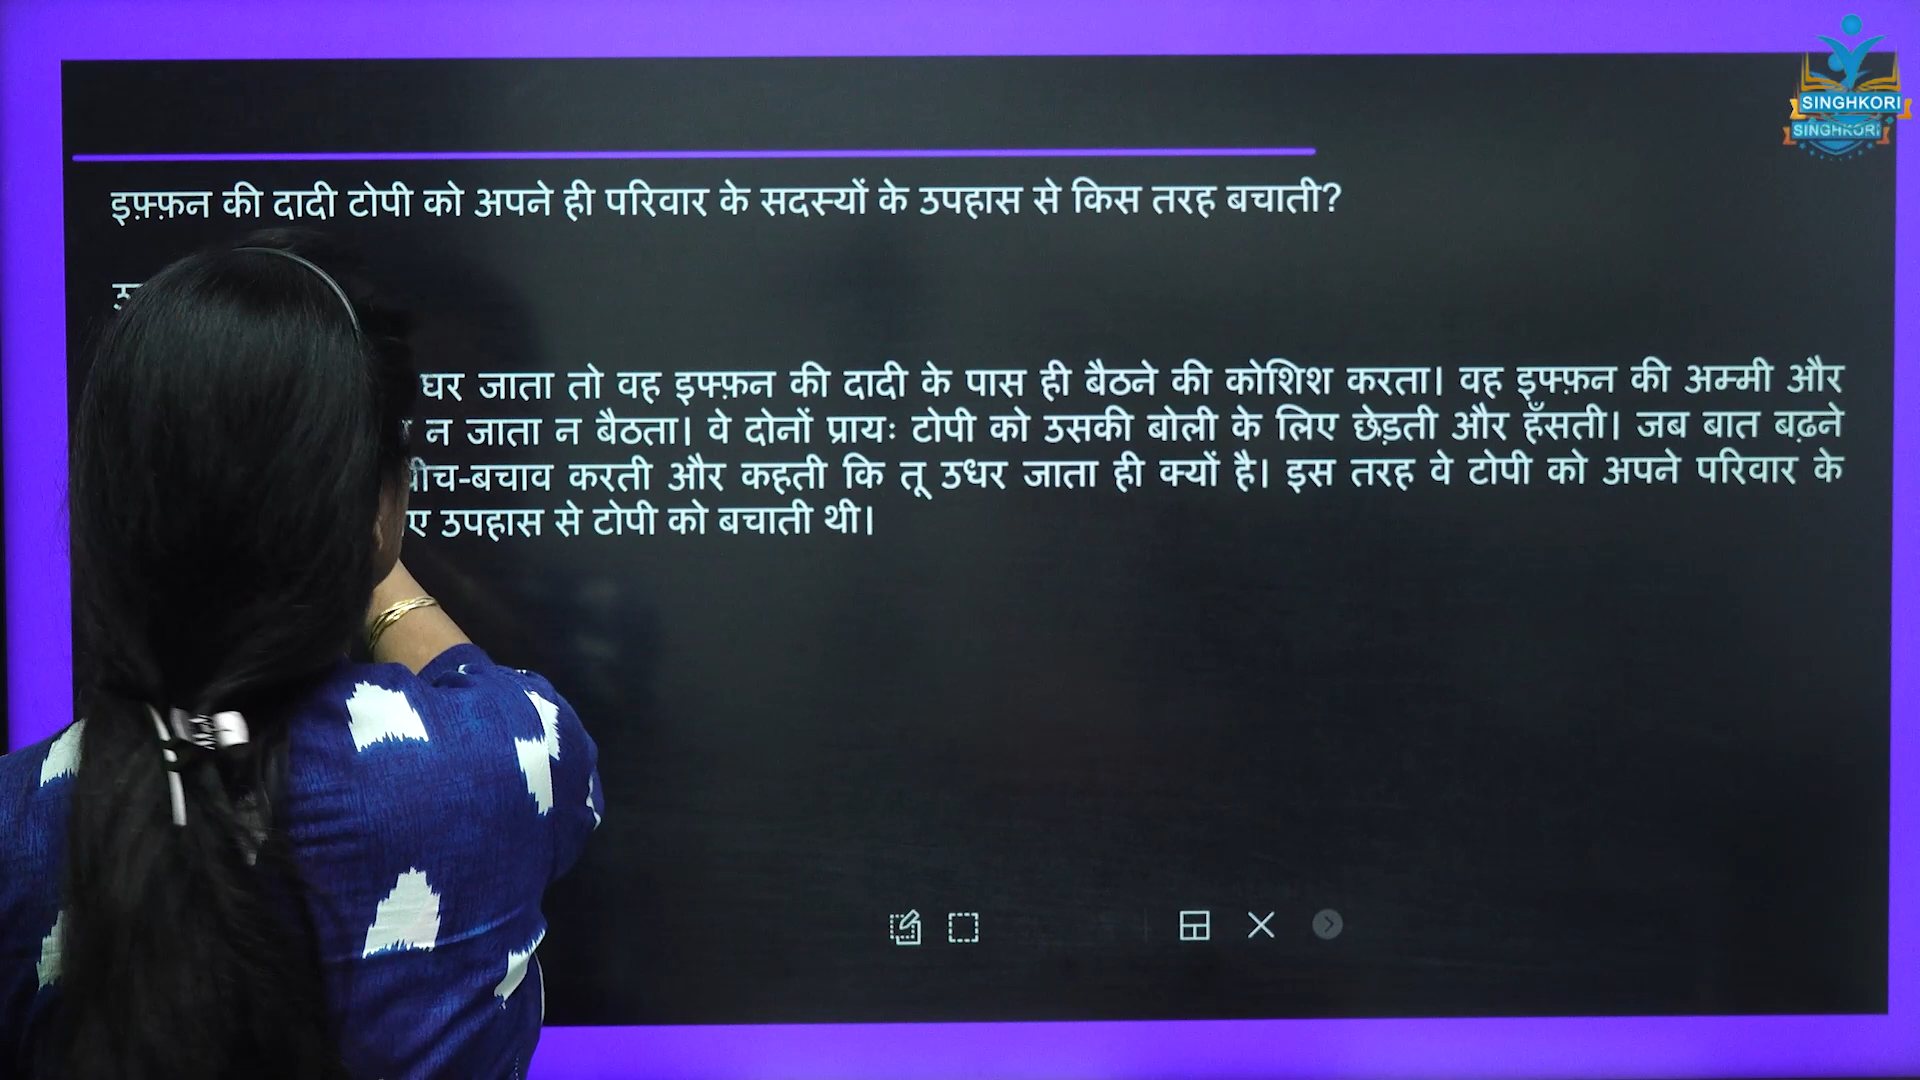 SINGHKORI
SINGHKORI
इफ़्फ़न की दादी टोपी को अपने ही परिवार के सदस्यों के उपहास से किस तरह बचाती?
घर जाता तो वह इफ्फ़न की दादी के पास ही बैठने की कोशिश करता। वह इफ्फ़न की अम्मी और
न जाता न बैठता। वे दोनों प्रायः टोपी को उसकी बोली के लिए छेड़ती और हँसती। जब बात बढ़ने
बीच-बचाव करती और कहती कि तू उधर जाता ही क्यों है। इस तरह वे टोपी को अपने परिवार के
उपहास से टोपी को बचाती थी।